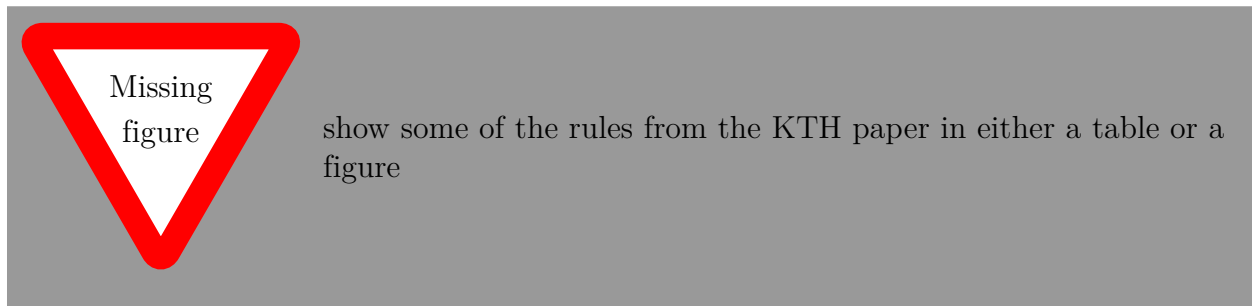 Missing
figure
show some of the rules from the KTH paper in either a table or a
figure